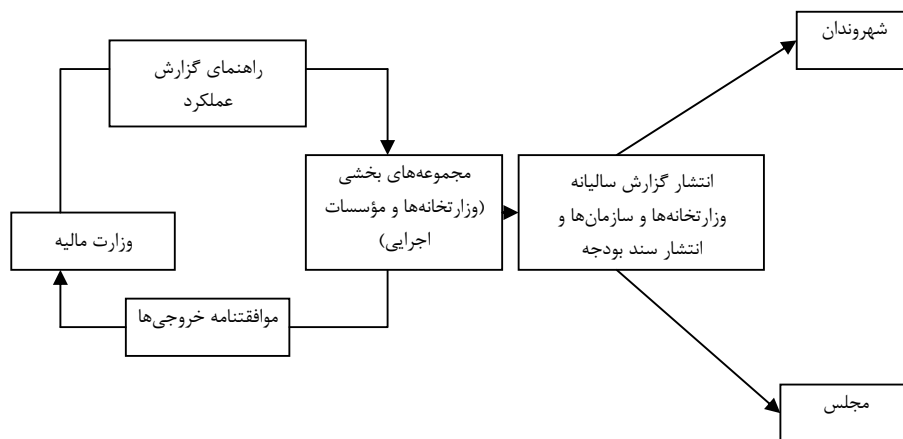 شهروندان
راهنمای گزارش
عملکرد
مجموعه‌های بخشی
(وزارتخانه‌ها و مؤسسات
اجرایی)
انتشار گزارش سالیانه
وزارتخانه‌ها و سازمان‌ها و
انتشار سند بودجه
وزارت مالیه
موافقتنامه خروجی‌ها
مجلس